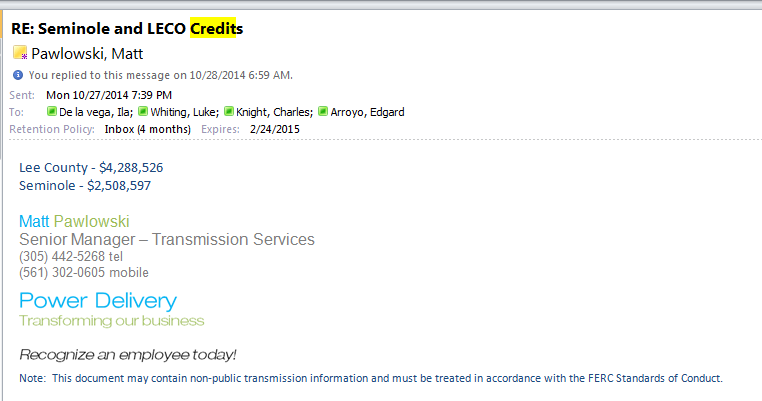 RE: Seminole and LECO Credits
Pawlowski, Matt
You replied to this message on 10/28/2014 6:59 AM.
Sent: Mon 10/27/2014 7:39 PM
To: De la vega, Ila; Whiting, Luke; Knight, Charles; Arroyo, Edgard
Retention Policy: Inbox (4 months) Expires: 2/24/2015
Lee County - $4,288,526
Seminole - $2,508,597
Matt Pawlowski
Senior Manager – Transmission Services
(305) 442-5268 tel
(561) 302-0605 mobile
Power Delivery
Transforming our business
Recognize an employee today!
Note: This document may contain non-public transmission information and must be treated in accordance with the FERC Standards of Conduct.